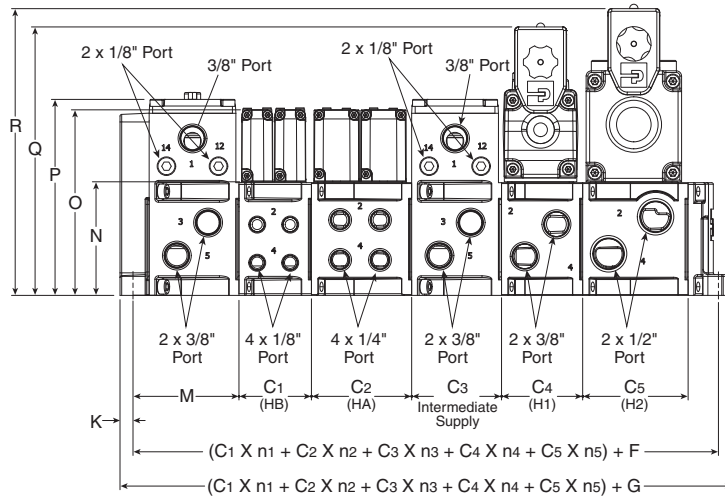 R
Q
P
O
N
2 x 1/8" Port
3/8" Port
2 x 1/8" Port
3/8" Port
14
12
1
14
12
1
3
5
2
4
2
4
3
5
2
4
2
4
2 x 3/8"
Port
4 x 1/8"
Port
4 x 1/4"
Port
2 x 3/8"
Port
2 x 3/8"
Port
2 x 1/2"
Port
K
M
C1
(HB)
C2
(HA)
C3
Intermediate
Supply
C4
(H1)
C5
(H2)
(C1 X n1 + C2 X n2 + C3 X n3 + C4 X n4 + C5 X n5) + F
(C1 X n1 + C2 X n2 + C3 X n3 + C4 X n4 + C5 X n5) + G